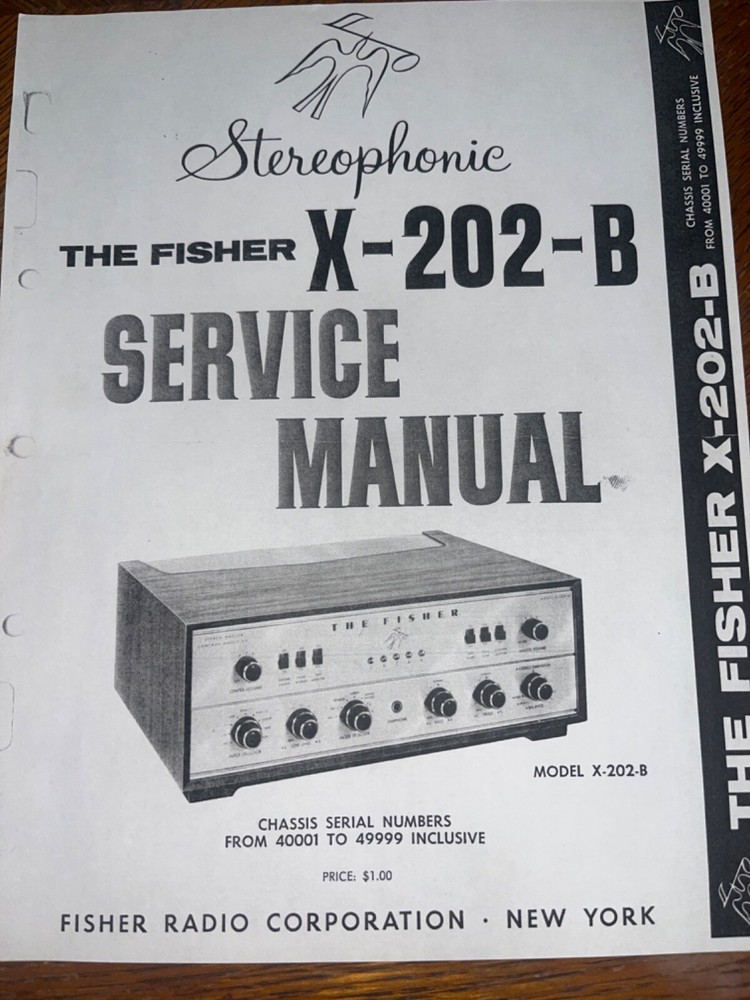 Stereophonic
THE FISHER X-202-B
SERVICE
MANUAL
THE FISHER
MODEL X-202-B
CHASSIS SERIAL NUMBERS
FROM 40001 TO 49999 INCLUSIVE
PRICE: $1.00
FISHER RADIO CORPORATION · NEW YORK
CHASSIS SERIAL NUMBERS
FROM 40001 TO 49999 INCLUSIVE
THE FISHER X-202-B